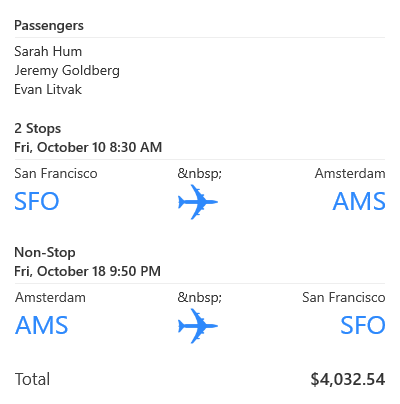 Passengers
Sarah Hum
Jeremy Goldberg
Evan Litvak
2 Stops
Fri, October 10 8:30 AM
San Francisco &nbsp; Amsterdam
SFO AMS
Non-Stop
Fri, October 18 9:50 PM
Amsterdam &nbsp; San Francisco
AMS SFO
Total $4,032.54